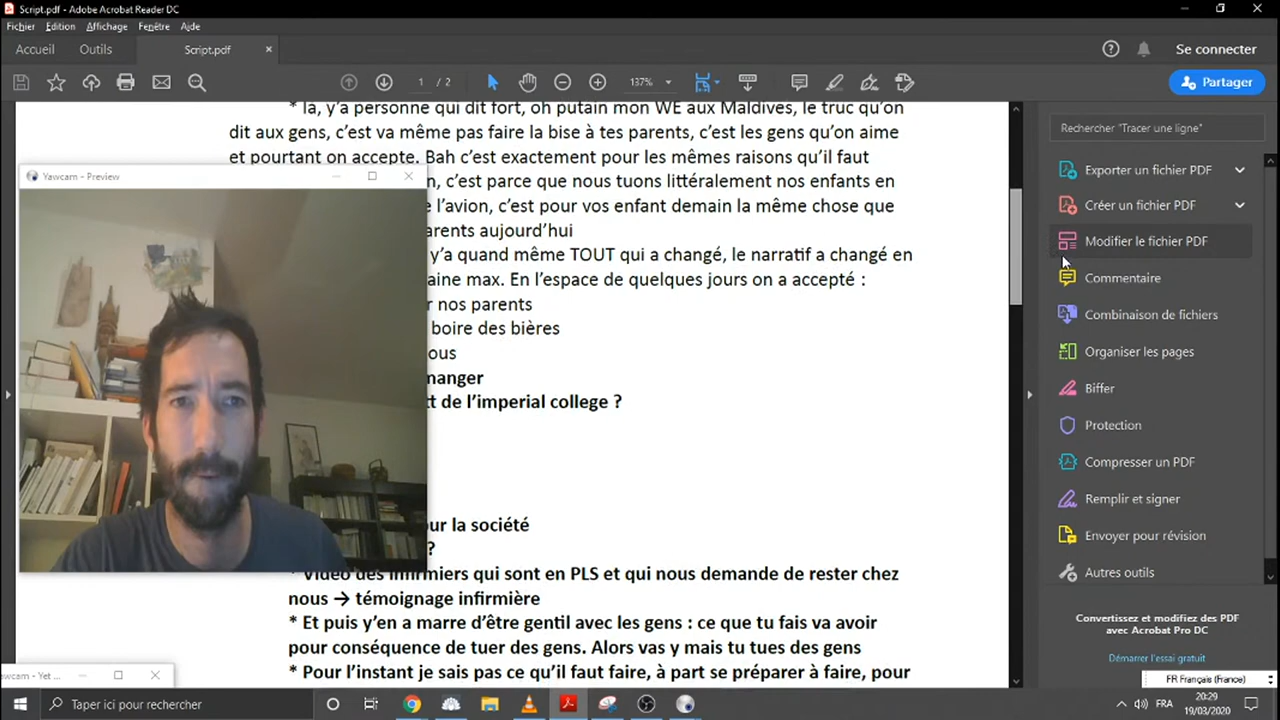 Script.pdf - Adobe Acrobat Reader DC
Fichier Edition Affichage Fenêtre Aide
Accueil Outils Script.pdf × Se connecter
1 / 2 137% Partager
* là, y'a personne qui dit fort, oh putain mon WE aux Maldives, le truc qu'on
dit aux gens, c'est va même pas faire la bise à tes parents, c'est les gens qu'on aime
et pourtant on accepte. Bah c'est exactement pour les mêmes raisons qu'il faut
n, c'est parce que nous tuons littéralement nos enfants en
e l'avion, c'est pour vos enfant demain la même chose que
arents aujourd'hui
y'a quand même TOUT qui a changé, le narratif a changé en
aine max. En l'espace de quelques jours on a accepté :
r nos parents
boire des bières
ous
manger
tt de l'imperial college ?
ur la société
?
* Vidéo des infirmiers qui sont en PLS et qui nous demande de rester chez
nous → témoignage infirmière
* Et puis y'en a marre d'être gentil avec les gens : ce que tu fais va avoir
pour conséquence de tuer des gens. Alors vas y mais tu tues des gens
* Pour l'instant je sais pas ce qu'il faut faire, à part se préparer à faire, pour
Yawcam - Preview
awcam - Yet ...
Rechercher "Tracer une ligne"
Exporter un fichier PDF
Créer un fichier PDF
Modifier le fichier PDF
Commentaire
Combinaison de fichiers
Organiser les pages
Biffer
Protection
Compresser un PDF
Remplir et signer
Envoyer pour révision
Autres outils
Convertissez et modifiez des PDF
avec Acrobat Pro DC
Démarrer l'essai gratuit
FR Français (France)
Taper ici pour rechercher
FRA
20:29
19/03/2020